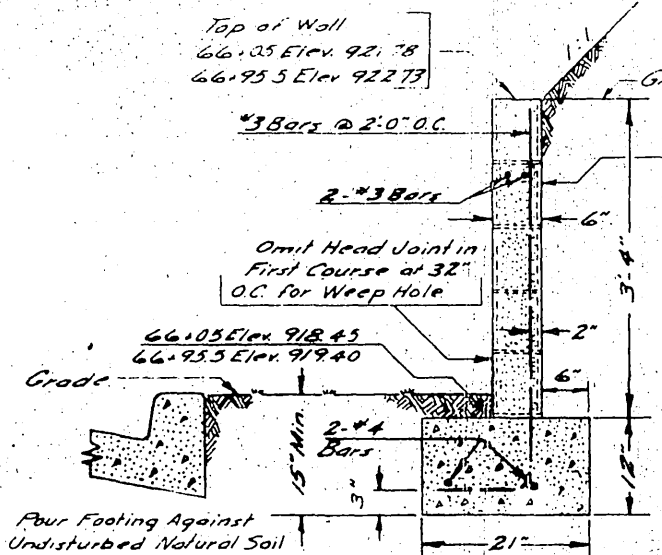 Top of Wall
66+05 Elev. 921.78
66+95.5 Elev 922.73
1:1
#3 Bars @ 2'-0" O.C.
2-#3 Bars
6"
Omit Head Joint in
First Course at 32"
O.C. for Weep Hole
3'-4"
2"
66+05 Elev. 918.45
66+95.5 Elev. 919.40
6"
Grade
15" Min.
2-#4
Bars
3"
12"
Pour Footing Against
Undisturbed Natural Soil
21"